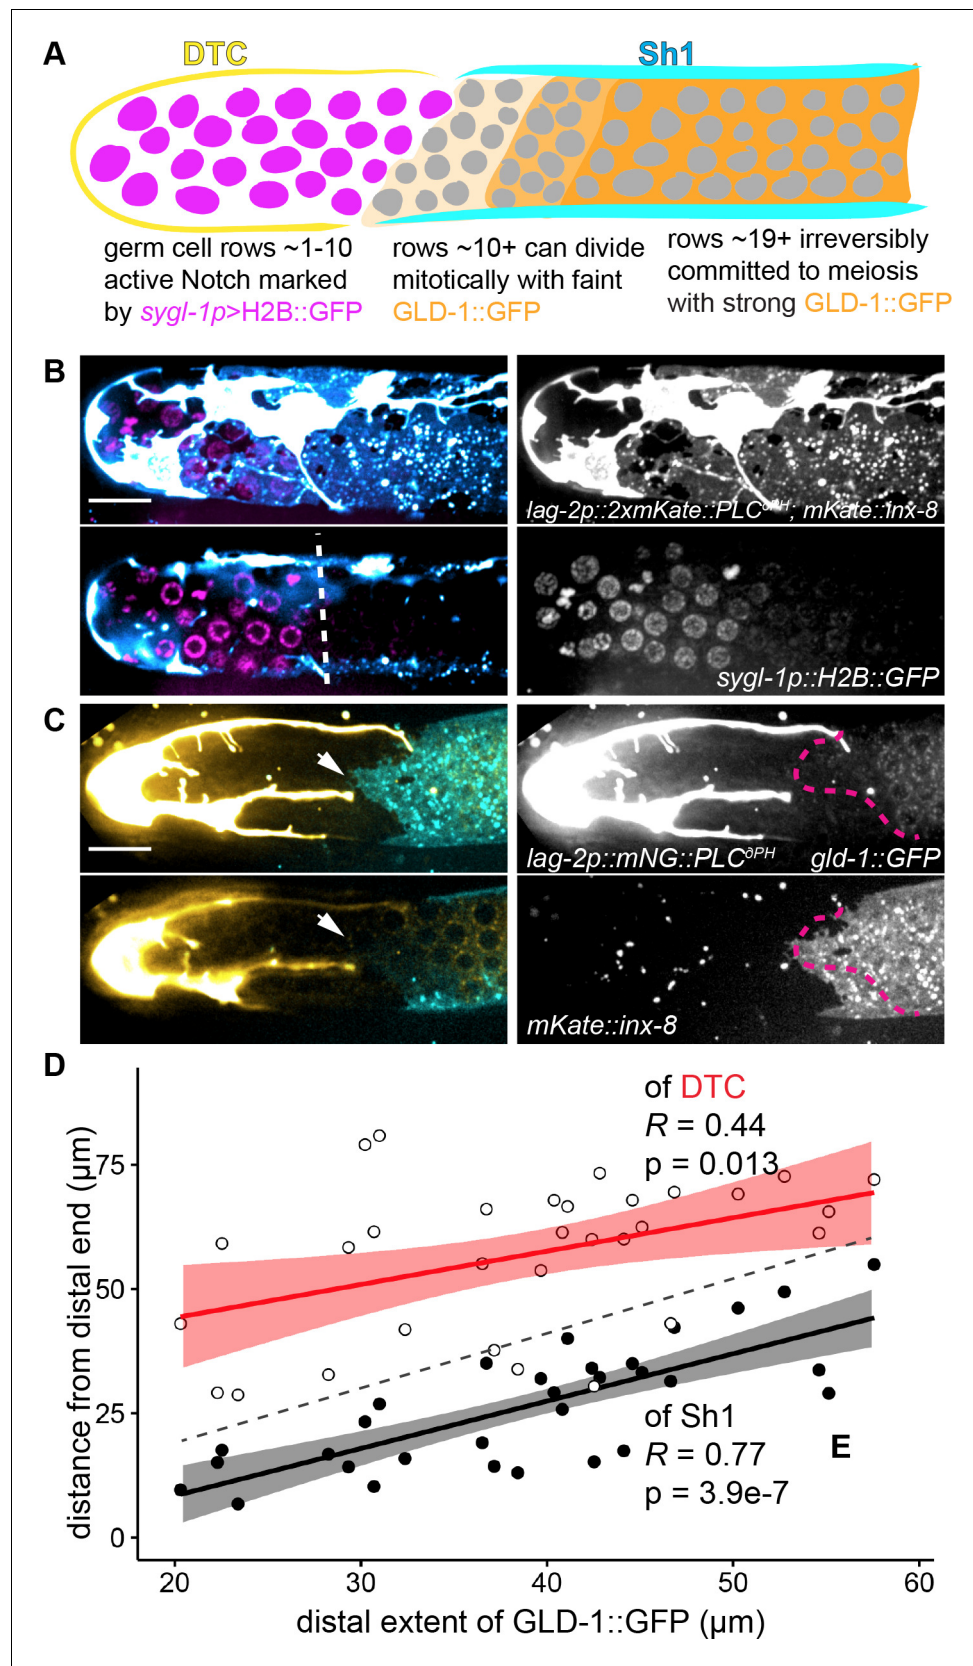 A
DTC
Sh1
germ cell rows ~1-10
active Notch marked
by sygl-1p>H2B::GFP
rows ~10+ can divide
mitotically with faint
GLD-1::GFP
rows ~19+ irreversibly
committed to meiosis
with strong GLD-1::GFP
B
lag-2p::2xmKate::PLC∂PH; mKate::inx-8
sygl-1p::H2B::GFP
C
lag-2p::mNG::PLC∂PH
gld-1::GFP
mKate::inx-8
D
of DTC
R = 0.44
p = 0.013
of Sh1
R = 0.77
p = 3.9e-7
E
distance from distal end (μm)
75
50
25
0
20
30
40
50
60
distal extent of GLD-1::GFP (μm)